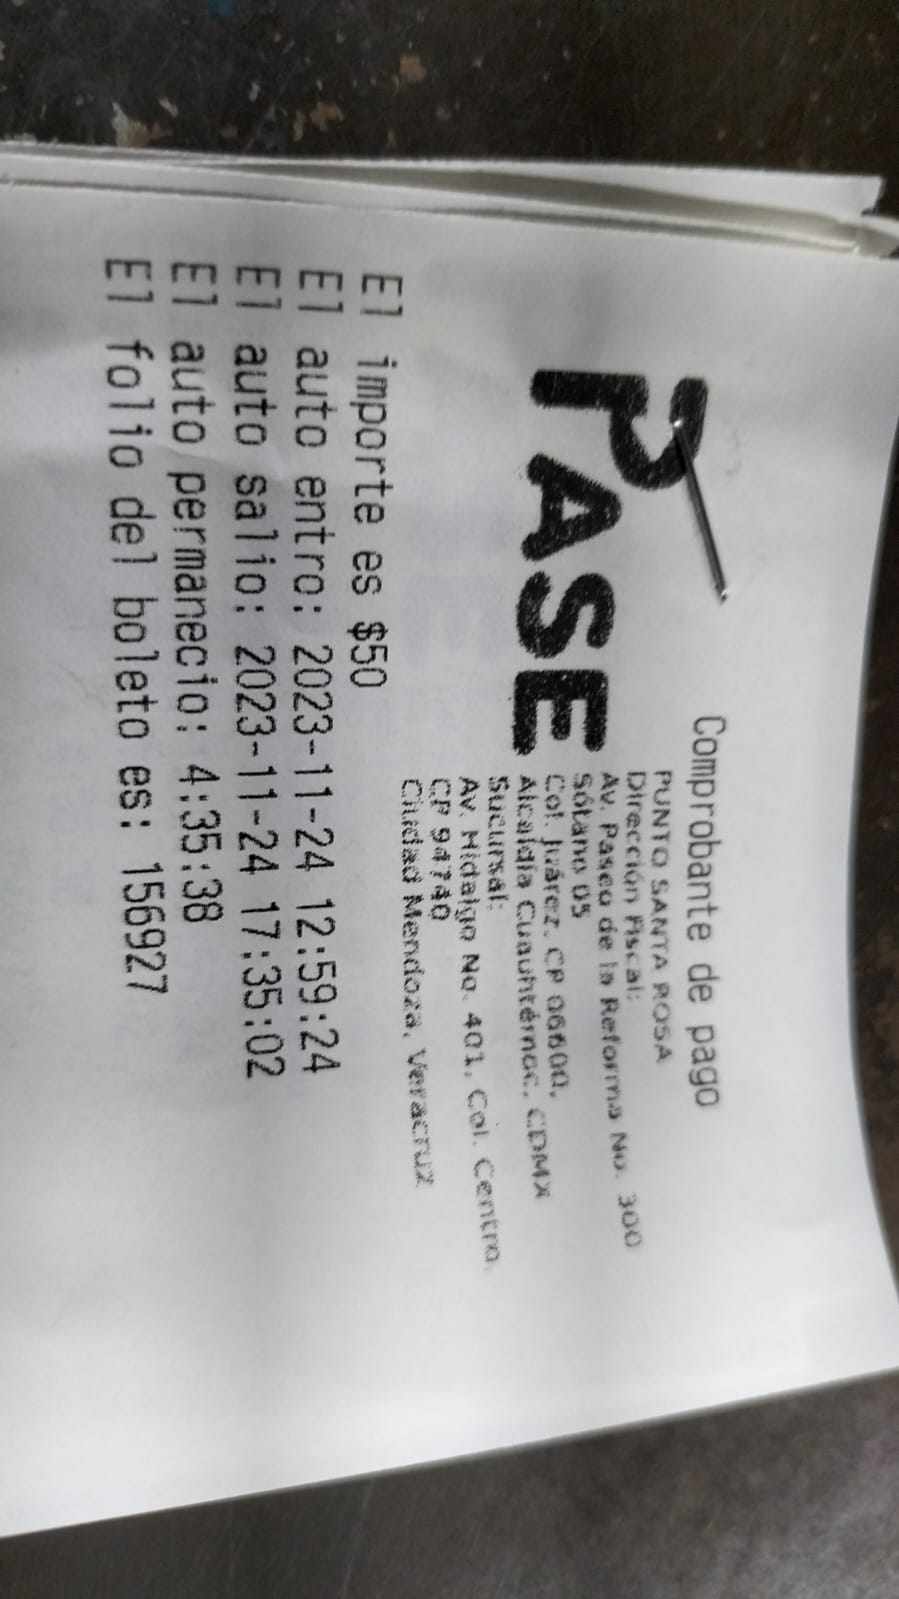 Comprobante de pago
PUNTO SANTA ROSA
Dirección Fiscal:
Av. Paseo de la Reforma No. 300
Sótano 05
Col. Juárez, CP 06600,
Alcaldía Cuauhtémoc, CDMX
Sucursal:
Av. Hidalgo No. 401, Col. Centro,
CP 94740
Ciudad Mendoza, Veracruz
PASE
El importe es $50
El auto entro: 2023-11-24 12:59:24
El auto salio: 2023-11-24 17:35:02
El auto permanecio: 4:35:38
El folio del boleto es: 156927